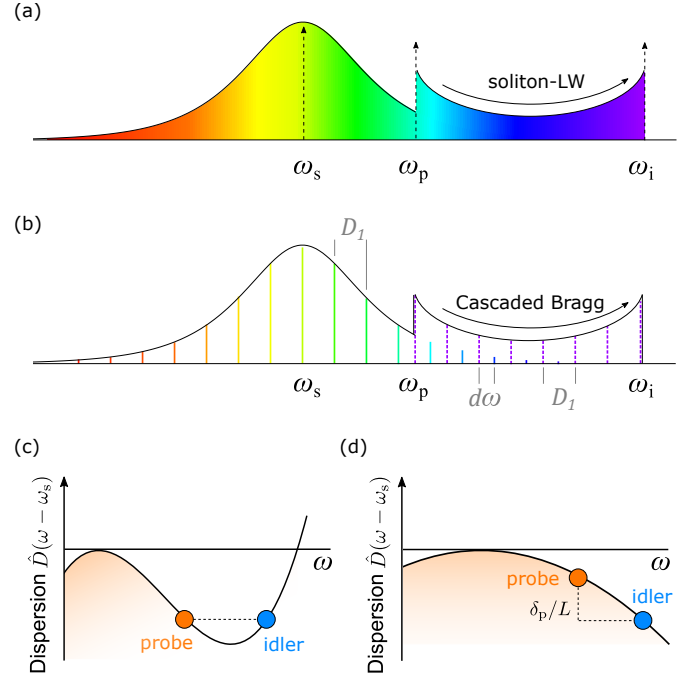 (a)
soliton-LW
ωs ωp ωi
(b)
D1
Cascaded Bragg
ωs ωp ωi
dω D1
(c)
Dispersion D̂(ω − ωs)
ω
probe
idler
(d)
Dispersion D̂(ω − ωs)
ω
probe
idler
δp/L